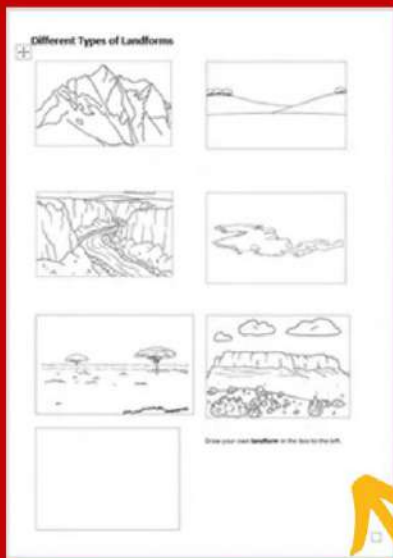 Different Types of Landforms
Draw your own landform in the box to the left.